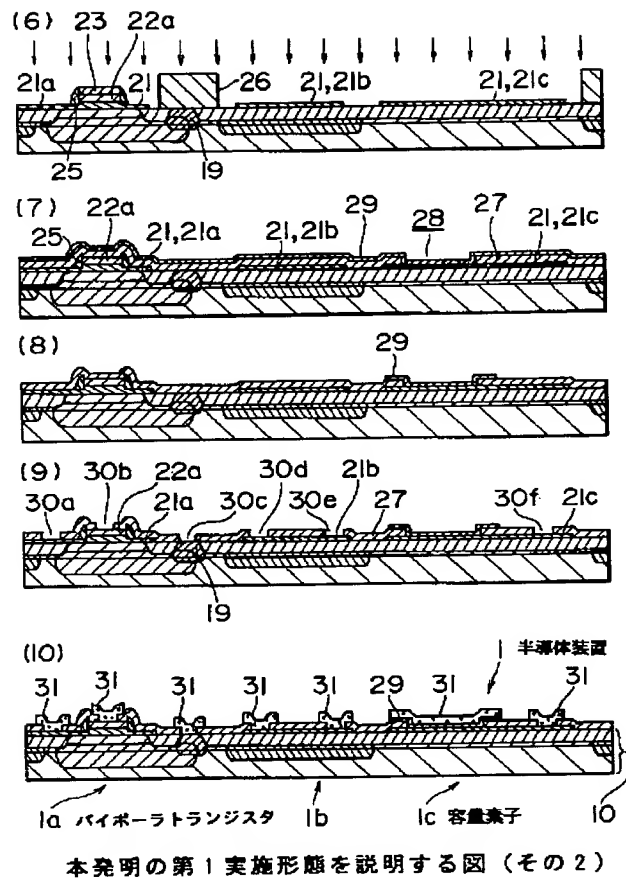 (6)
23 22a
21a 21 26 21,21b 21,21c
25 19
(7)
22a
25 21,21a 21,21b 29 28 27 21,21c
(8)
29
(9)
30b 22a 30d 21b
30a 21a 30c 30e 27 30f 21c
19
(10)
1 半導体装置
31 31 31 31 31 29 31 31
1a バイポーラトランジスタ 1b 1c 容量素子 10
本発明の第1実施形態を説明する図(その2)